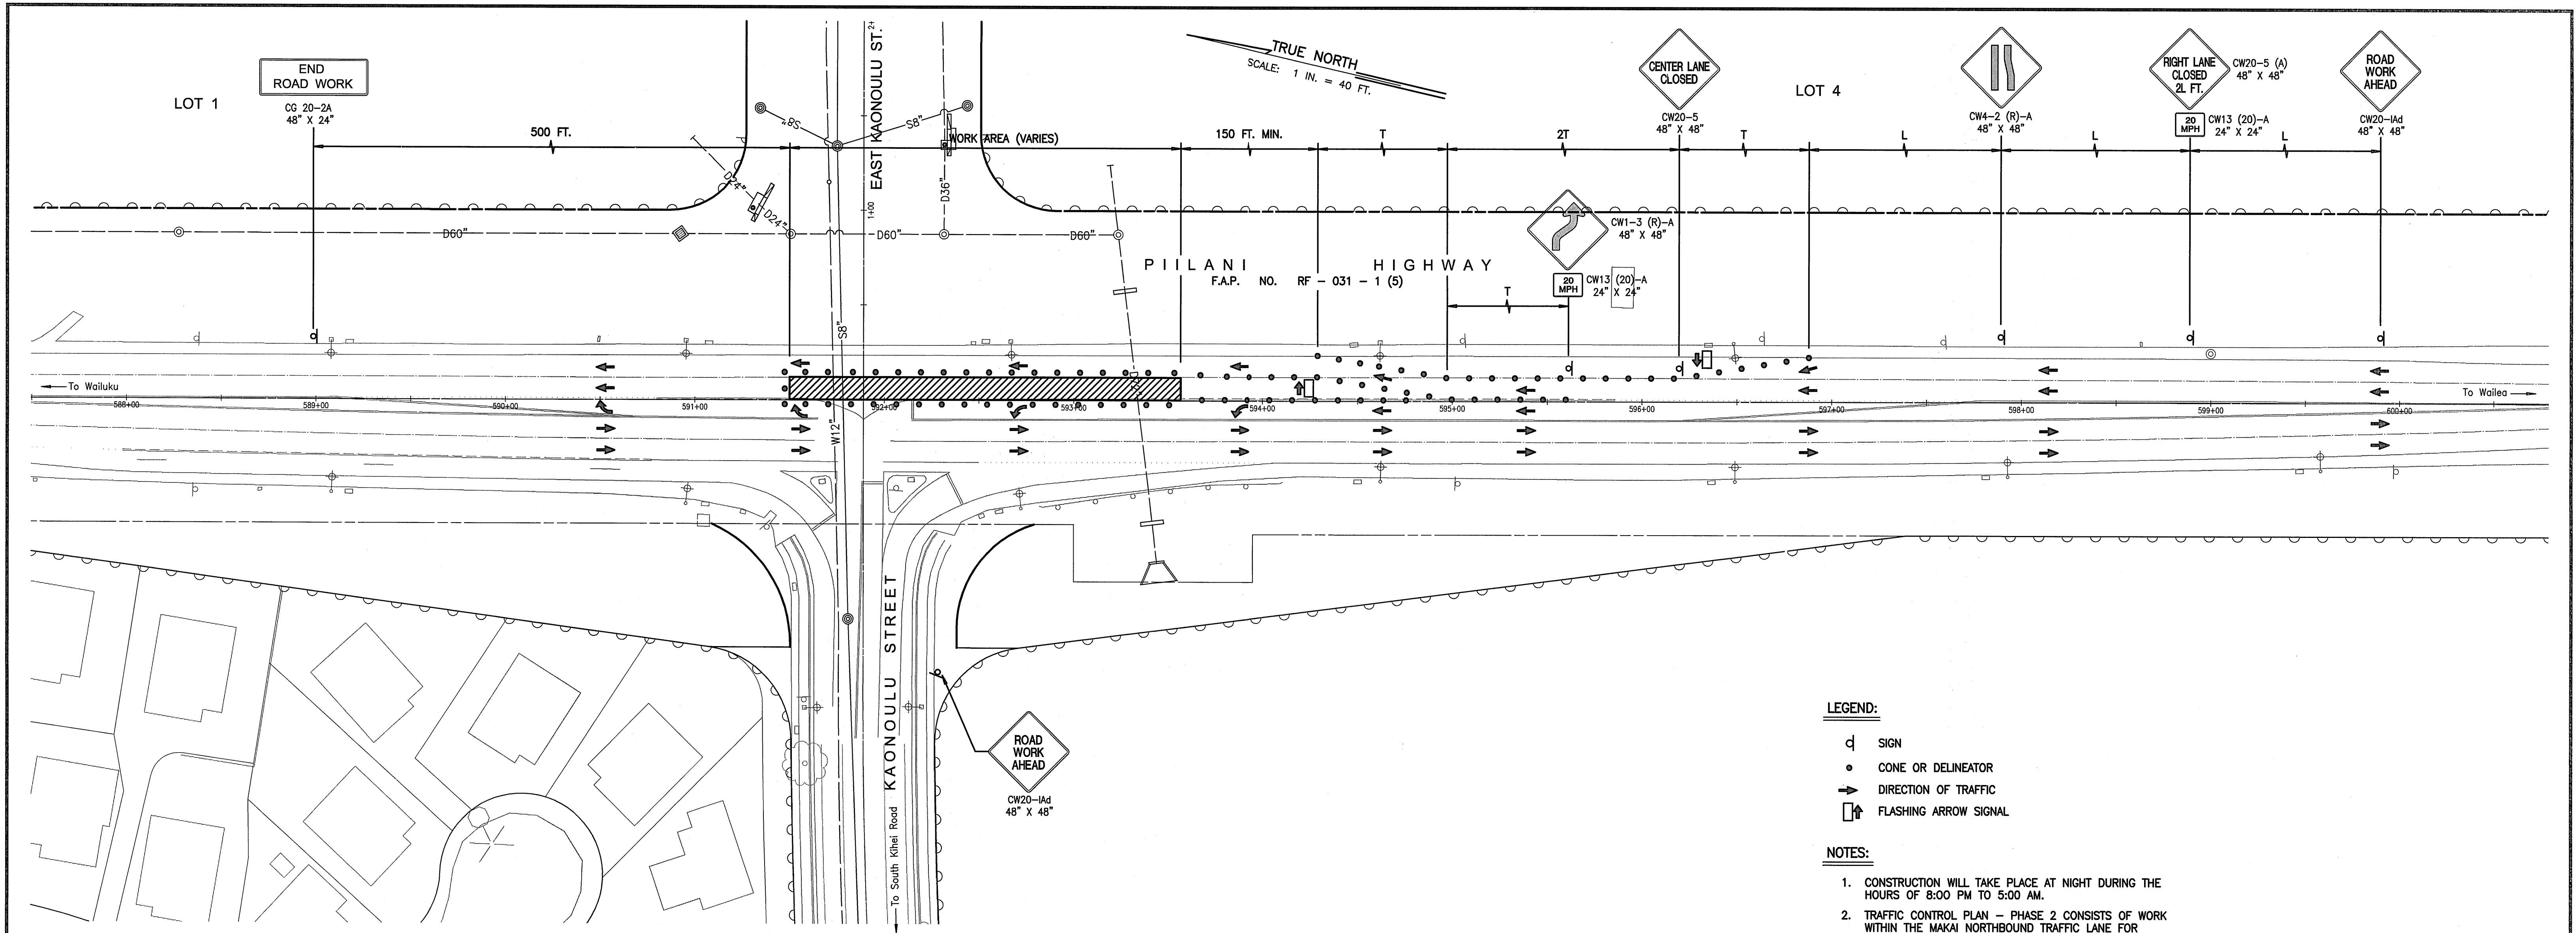 LOT 1
END
ROAD WORK
CG 20-2A
48" X 24"
500 FT.
EAST KAONOULU ST.
2+
S8"
S8"
WORK AREA (VARIES)
TRUE NORTH
SCALE: 1 IN. = 40 FT.
150 FT. MIN.
T
2T
T
L
L
L
CENTER LANE
CLOSED
CW20-5
48" X 48"
LOT 4
CW4-2 (R)-A
48" X 48"
RIGHT LANE
CLOSED
2L FT.
CW20-5 (A)
48" X 48"
20
MPH
CW13 (20)-A
24" X 24"
ROAD
WORK
AHEAD
CW20-IAd
48" X 48"
D24"
D24"
D36"
1+00
D60"
D60"
D60"
CW1-3 (R)-A
48" X 48"
20
MPH
CW13 (20)-A
24" X 24"
T
PIILANI HIGHWAY
F.A.P. NO. RF - 031 - 1 (5)
S8"
To Wailuku
To Wailea
588+00
589+00
590+00
591+00
592+00
593+00
594+00
595+00
596+00
597+00
598+00
599+00
600+00
W12"
KAONOULU STREET
To South Kihei Road
ROAD
WORK
AHEAD
CW20-IAd
48" X 48"
LEGEND:
SIGN
CONE OR DELINEATOR
DIRECTION OF TRAFFIC
FLASHING ARROW SIGNAL
NOTES:
1. CONSTRUCTION WILL TAKE PLACE AT NIGHT DURING THE
HOURS OF 8:00 PM TO 5:00 AM.
2. TRAFFIC CONTROL PLAN – PHASE 2 CONSISTS OF WORK
WITHIN THE MAKAI NORTHBOUND TRAFFIC LANE FOR